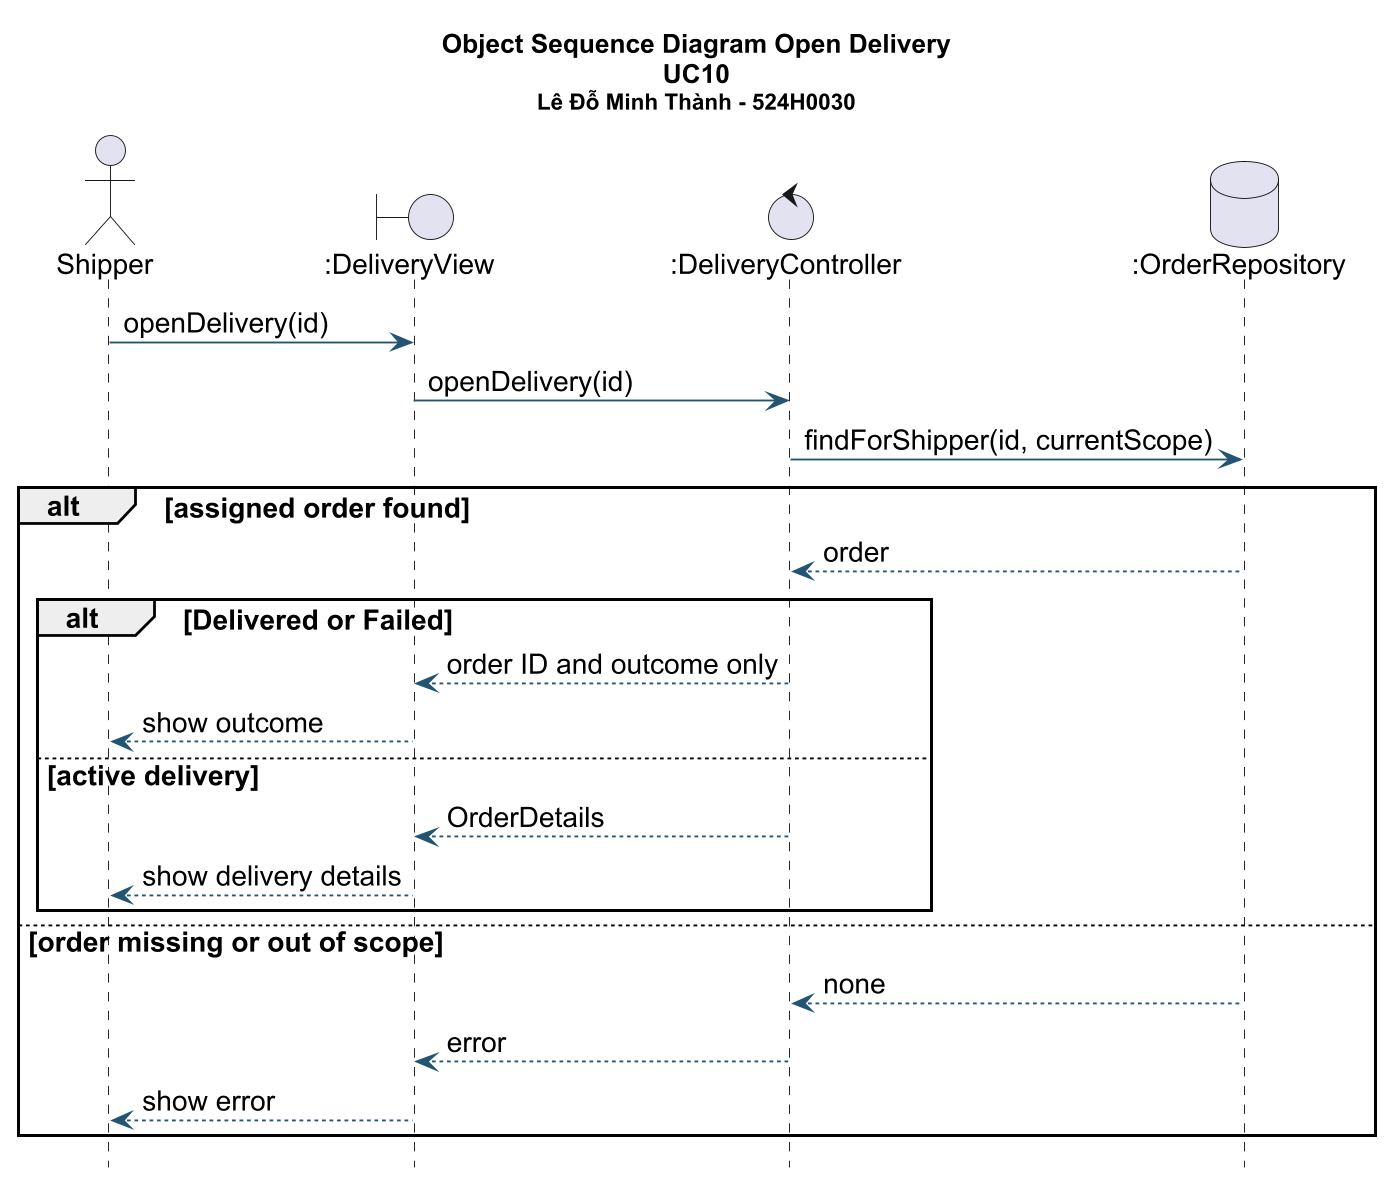 Object Sequence Diagram Open Delivery
UC10
Lê Đỗ Minh Thành - 524H0030
Shipper
:DeliveryView
:DeliveryController
:OrderRepository
openDelivery(id)
openDelivery(id)
findForShipper(id, currentScope)
alt
[assigned order found]
order
alt
[Delivered or Failed]
order ID and outcome only
show outcome
[active delivery]
OrderDetails
show delivery details
[order missing or out of scope]
none
error
show error